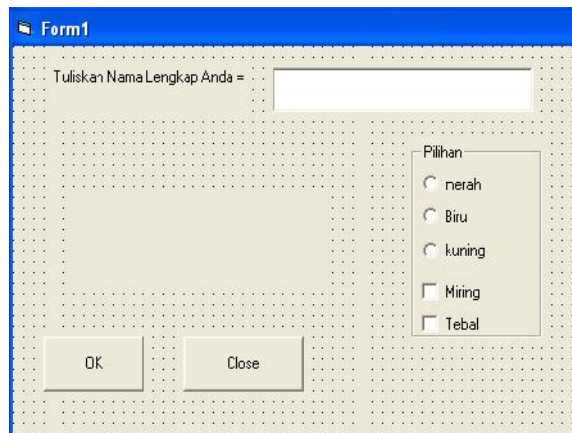 Form1
Tuliskan Nama Lengkap Anda =
Pilihan
merah
Biru
kuning
Miring
Tebal
OK
Close